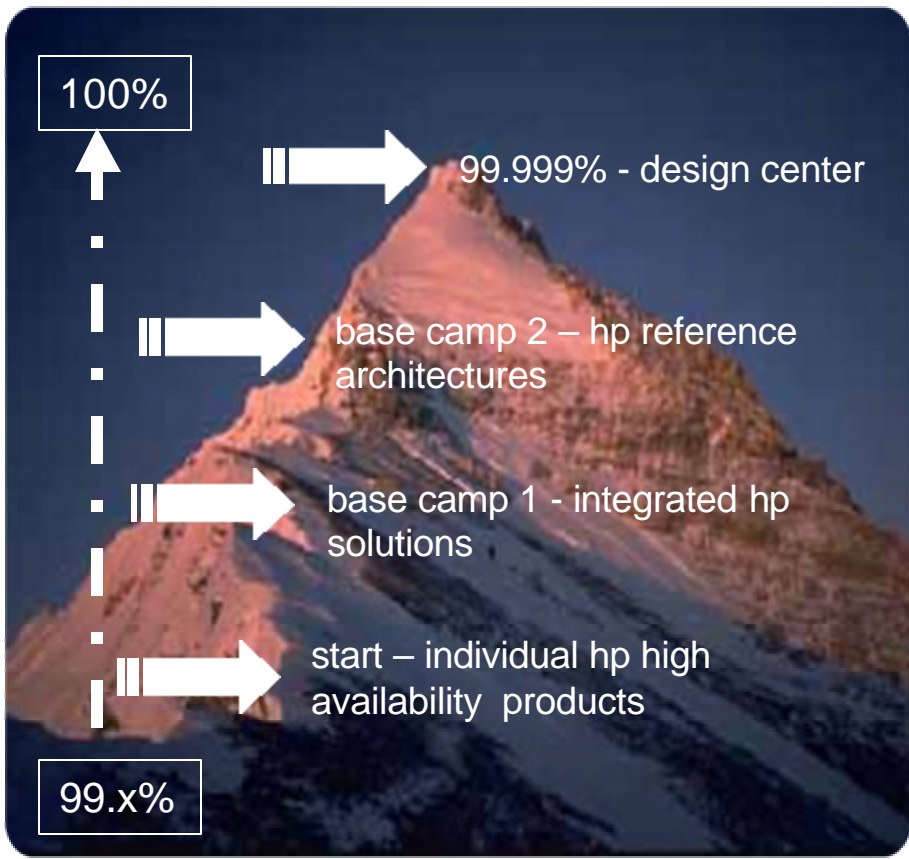 100%
99.999% - design center
base camp 2 – hp reference
architectures
base camp 1 - integrated hp
solutions
start – individual hp high
availability  products
99.x%